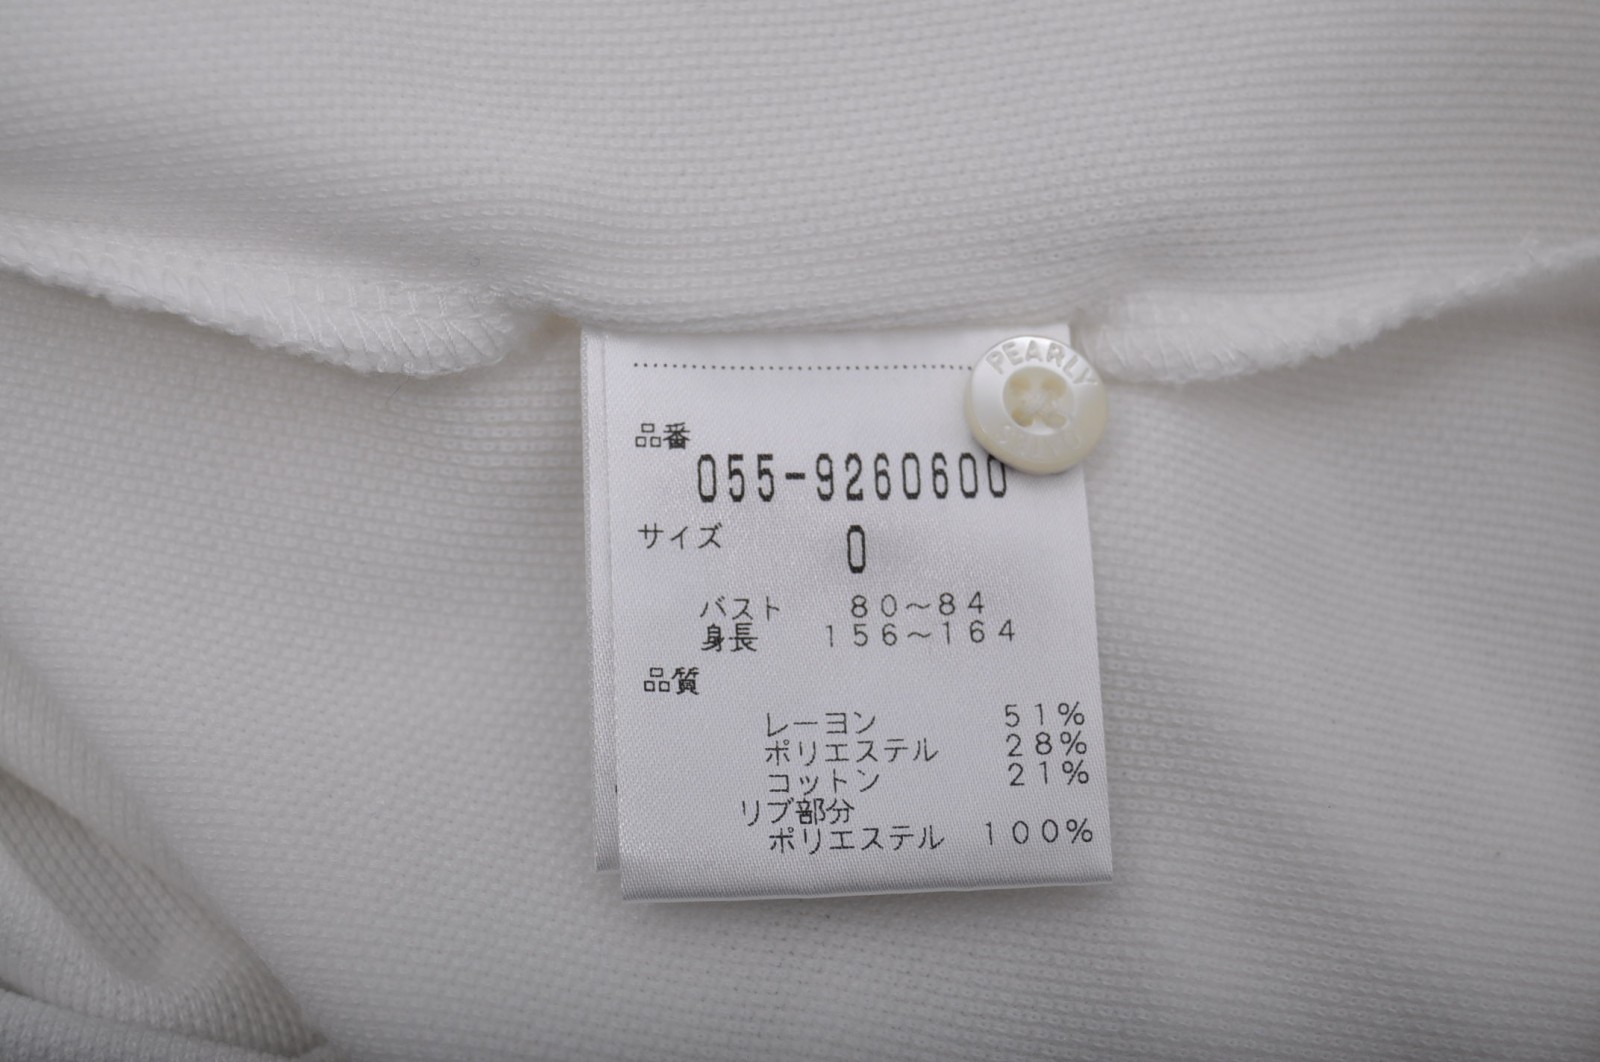 PEARLY
品番
055-9260600
サイズ 0
バスト 80～84
身長 156～164
品質
レーヨン 51%
ポリエステル 28%
コットン 21%
リブ部分
ポリエステル 100%